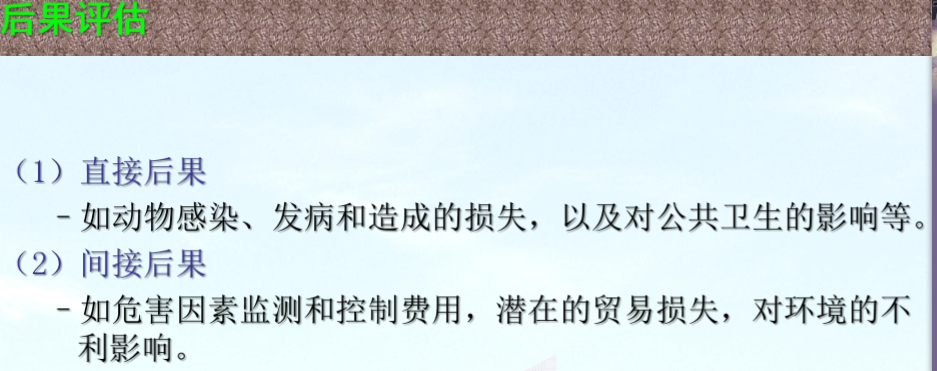 后果评估
（1）直接后果
－如动物感染、发病和造成的损失，以及对公共卫生的影响等。
（2）间接后果
－如危害因素监测和控制费用，潜在的贸易损失，对环境的不
利影响。